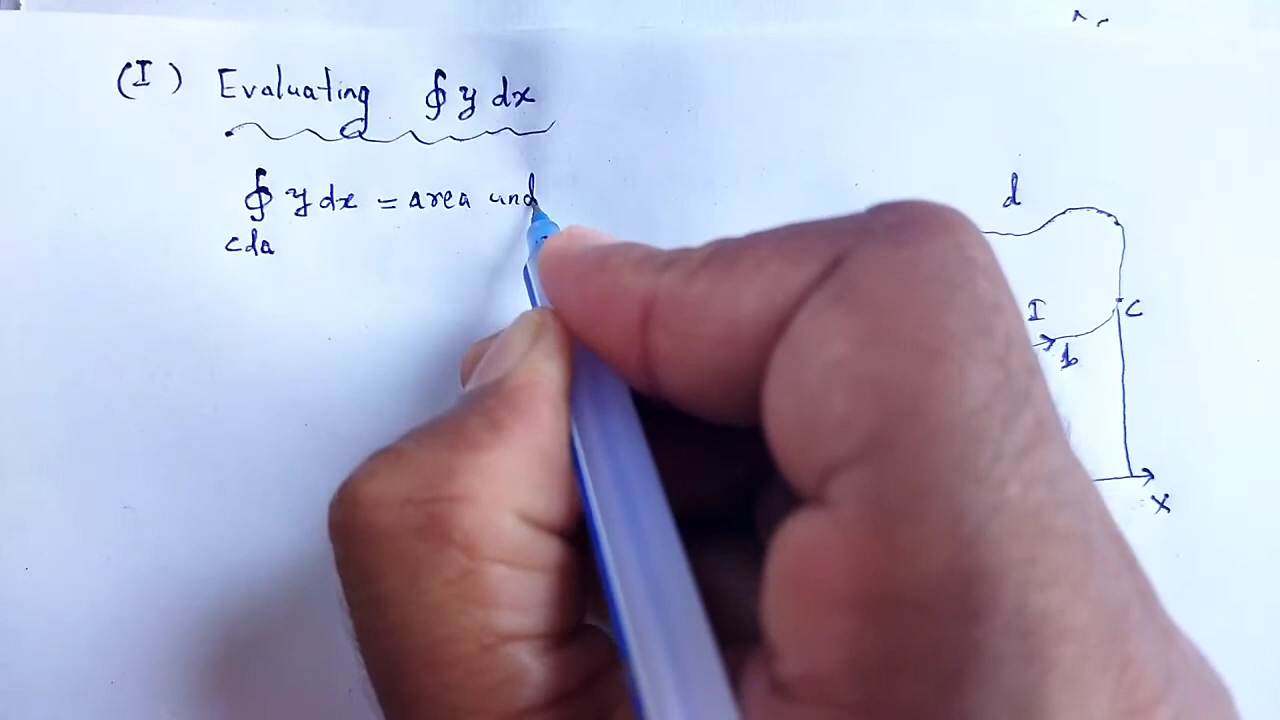 (I) Evaluating ∮ y dx
∮ y dx = area und
cda
d
I
c
b
X